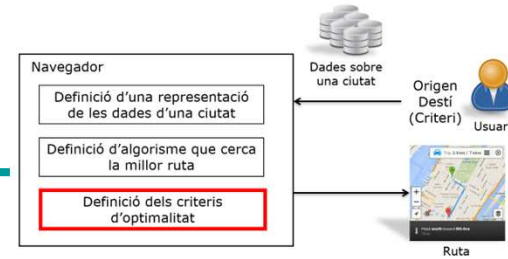 Navegador
Definició d'una representació
de les dades d'una ciutat
Definició d'algorisme que cerca
la millor ruta
Definició dels criteris
d'optimalitat
Dades sobre
una ciutat
Origen
Destí
(Criteri)
Usuari
Ruta